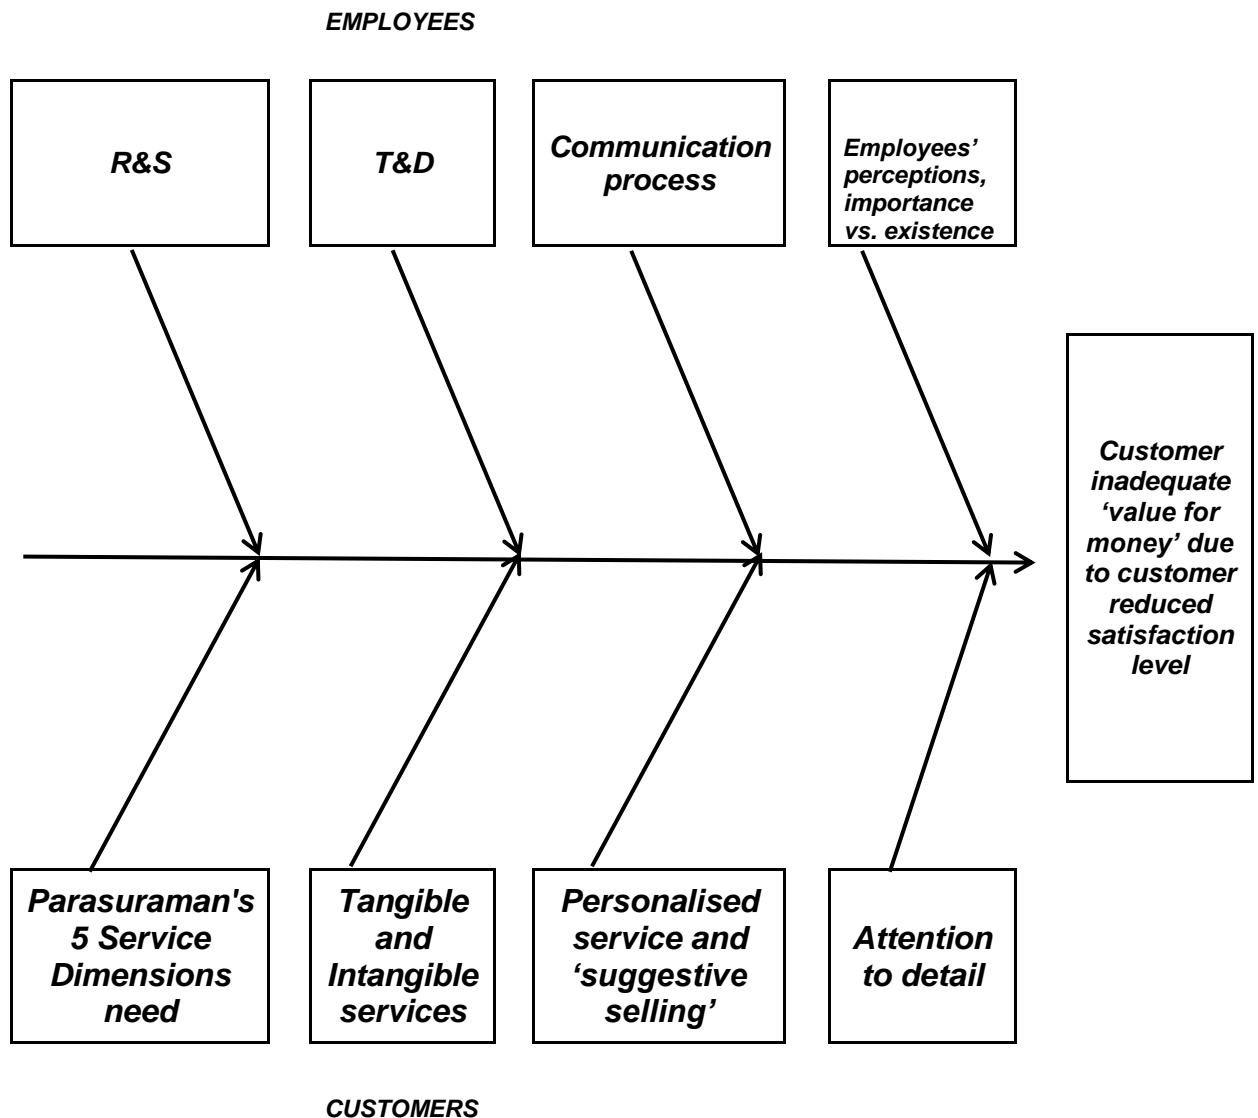 EMPLOYEES
R&S
T&D
Communication
process
Employees’
perceptions,
importance
vs. existence
Customer
inadequate
‘value for
money’ due
to customer
reduced
satisfaction
level
Parasuraman's
5 Service
Dimensions
need
Tangible
and
Intangible
services
Personalised
service and
‘suggestive
selling’
Attention
to detail
CUSTOMERS